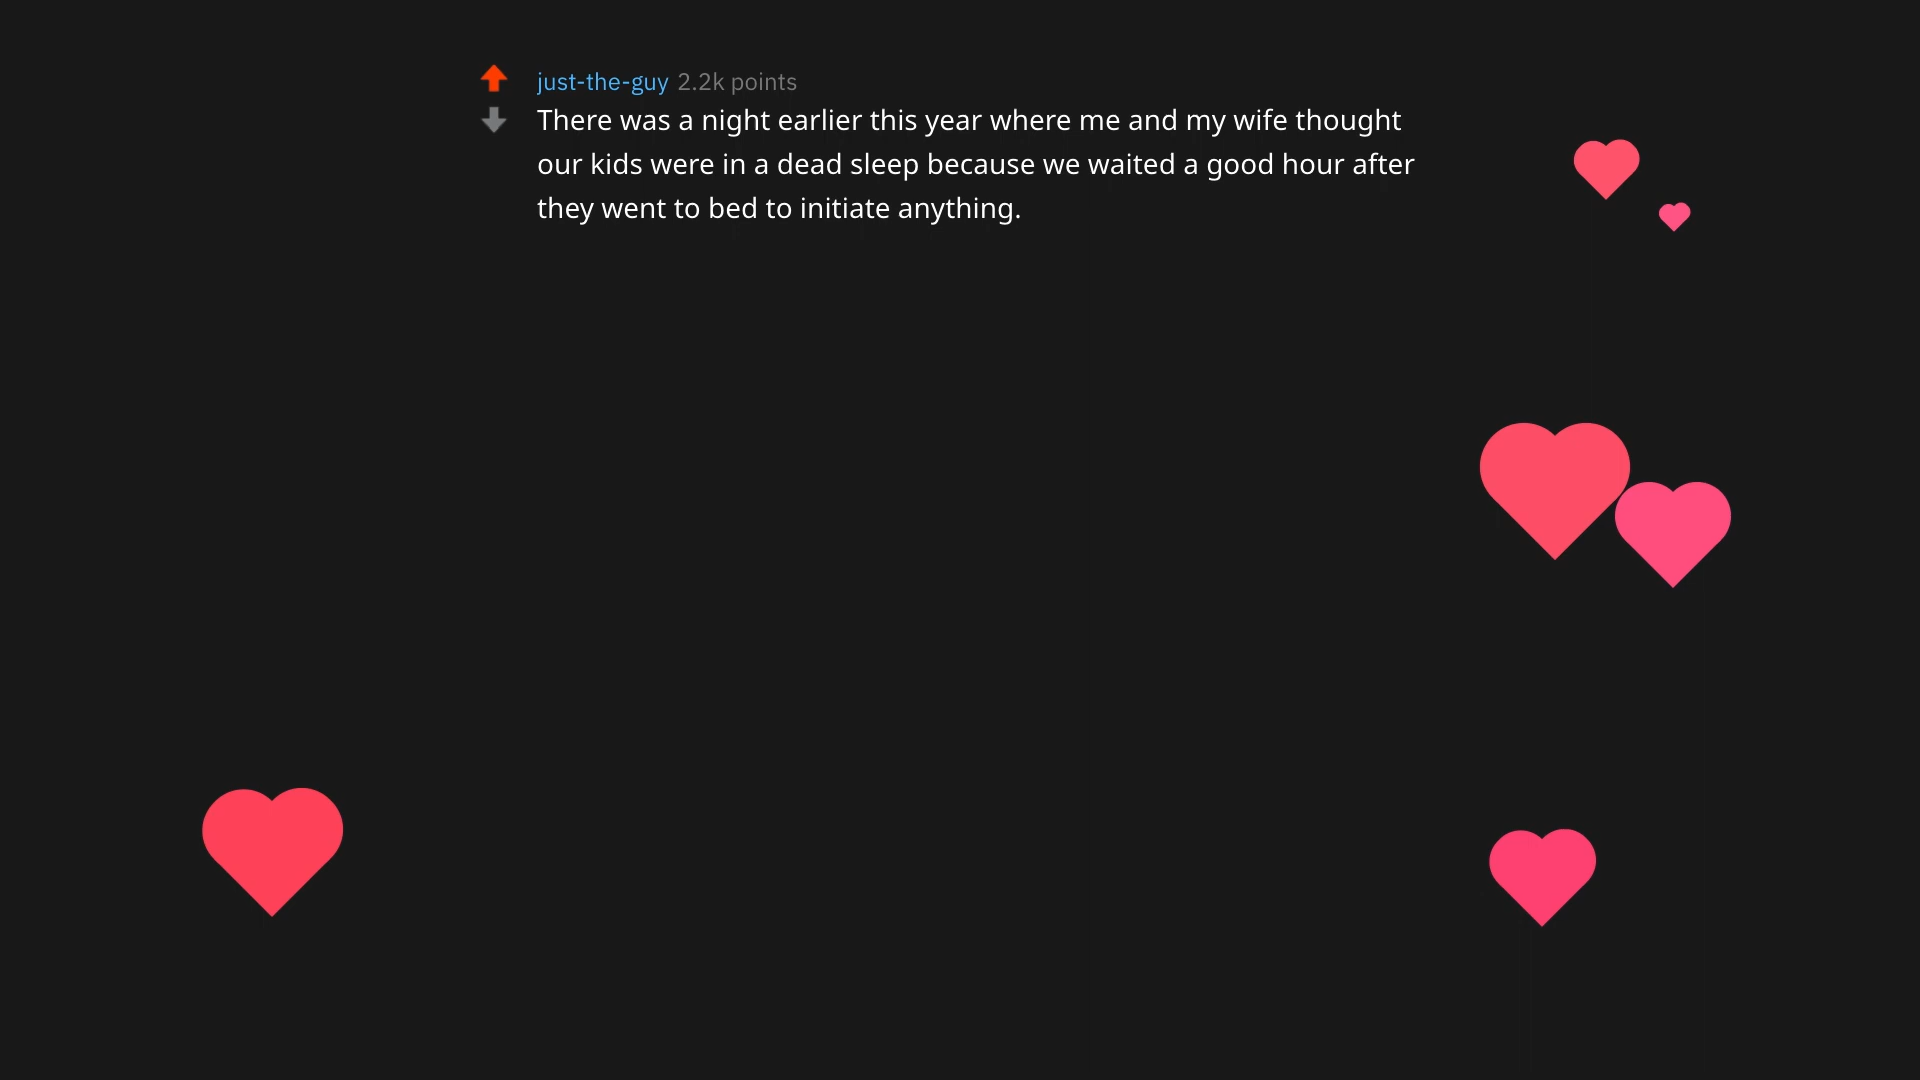 just-the-guy 2.2k points
There was a night earlier this year where me and my wife thought
our kids were in a dead sleep because we waited a good hour after
they went to bed to initiate anything.